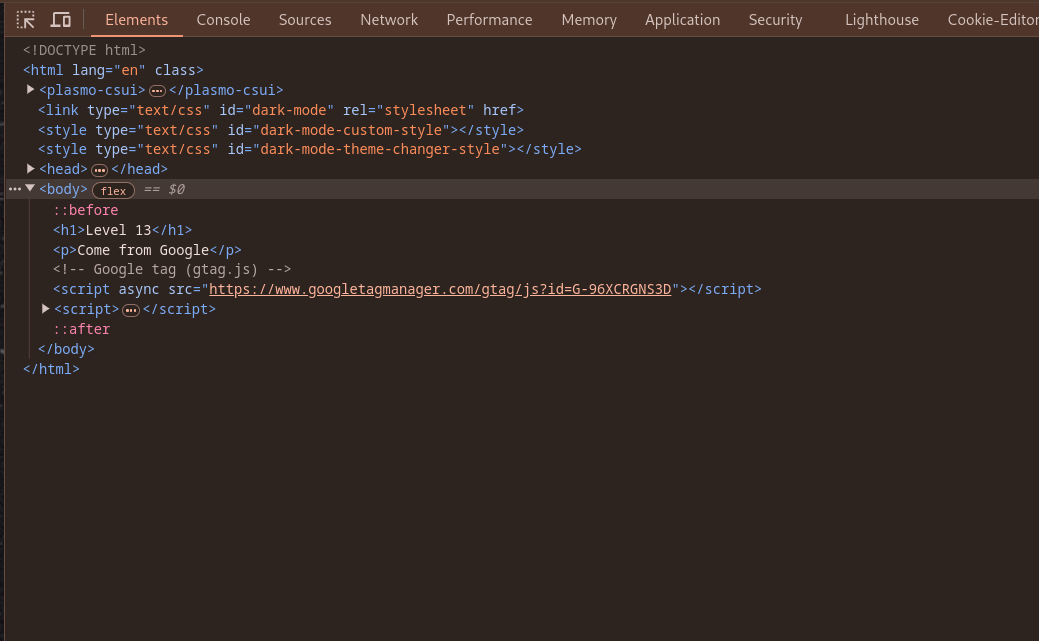 Elements Console Sources Network Performance Memory Application Security Lighthouse Cookie-Editor
<!DOCTYPE html>
<html lang="en" class>
<plasmo-csui> ••• </plasmo-csui>
<link type="text/css" id="dark-mode" rel="stylesheet" href>
<style type="text/css" id="dark-mode-custom-style"></style>
<style type="text/css" id="dark-mode-theme-changer-style"></style>
<head> ••• </head>
••• <body> flex == $0
::before
<h1>Level 13</h1>
<p>Come from Google</p>
<!-- Google tag (gtag.js) -->
<script async src="https://www.googletagmanager.com/gtag/js?id=G-96XCRGNS3D"></script>
<script> ••• </script>
::after
</body>
</html>